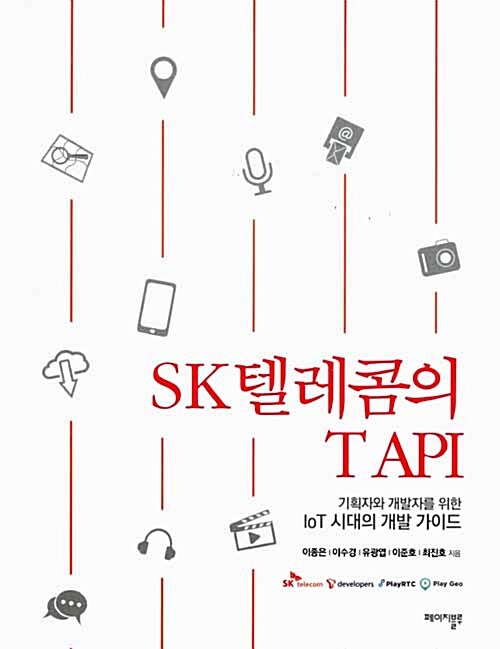 SK텔레콤의
T API
기획자와 개발자를 위한
IoT 시대의 개발 가이드
이종은 | 이수경 | 유광엽 | 이준호 | 최진호 지음
SK telecom T developers PlayRTC Play Geo
페이지블루
@